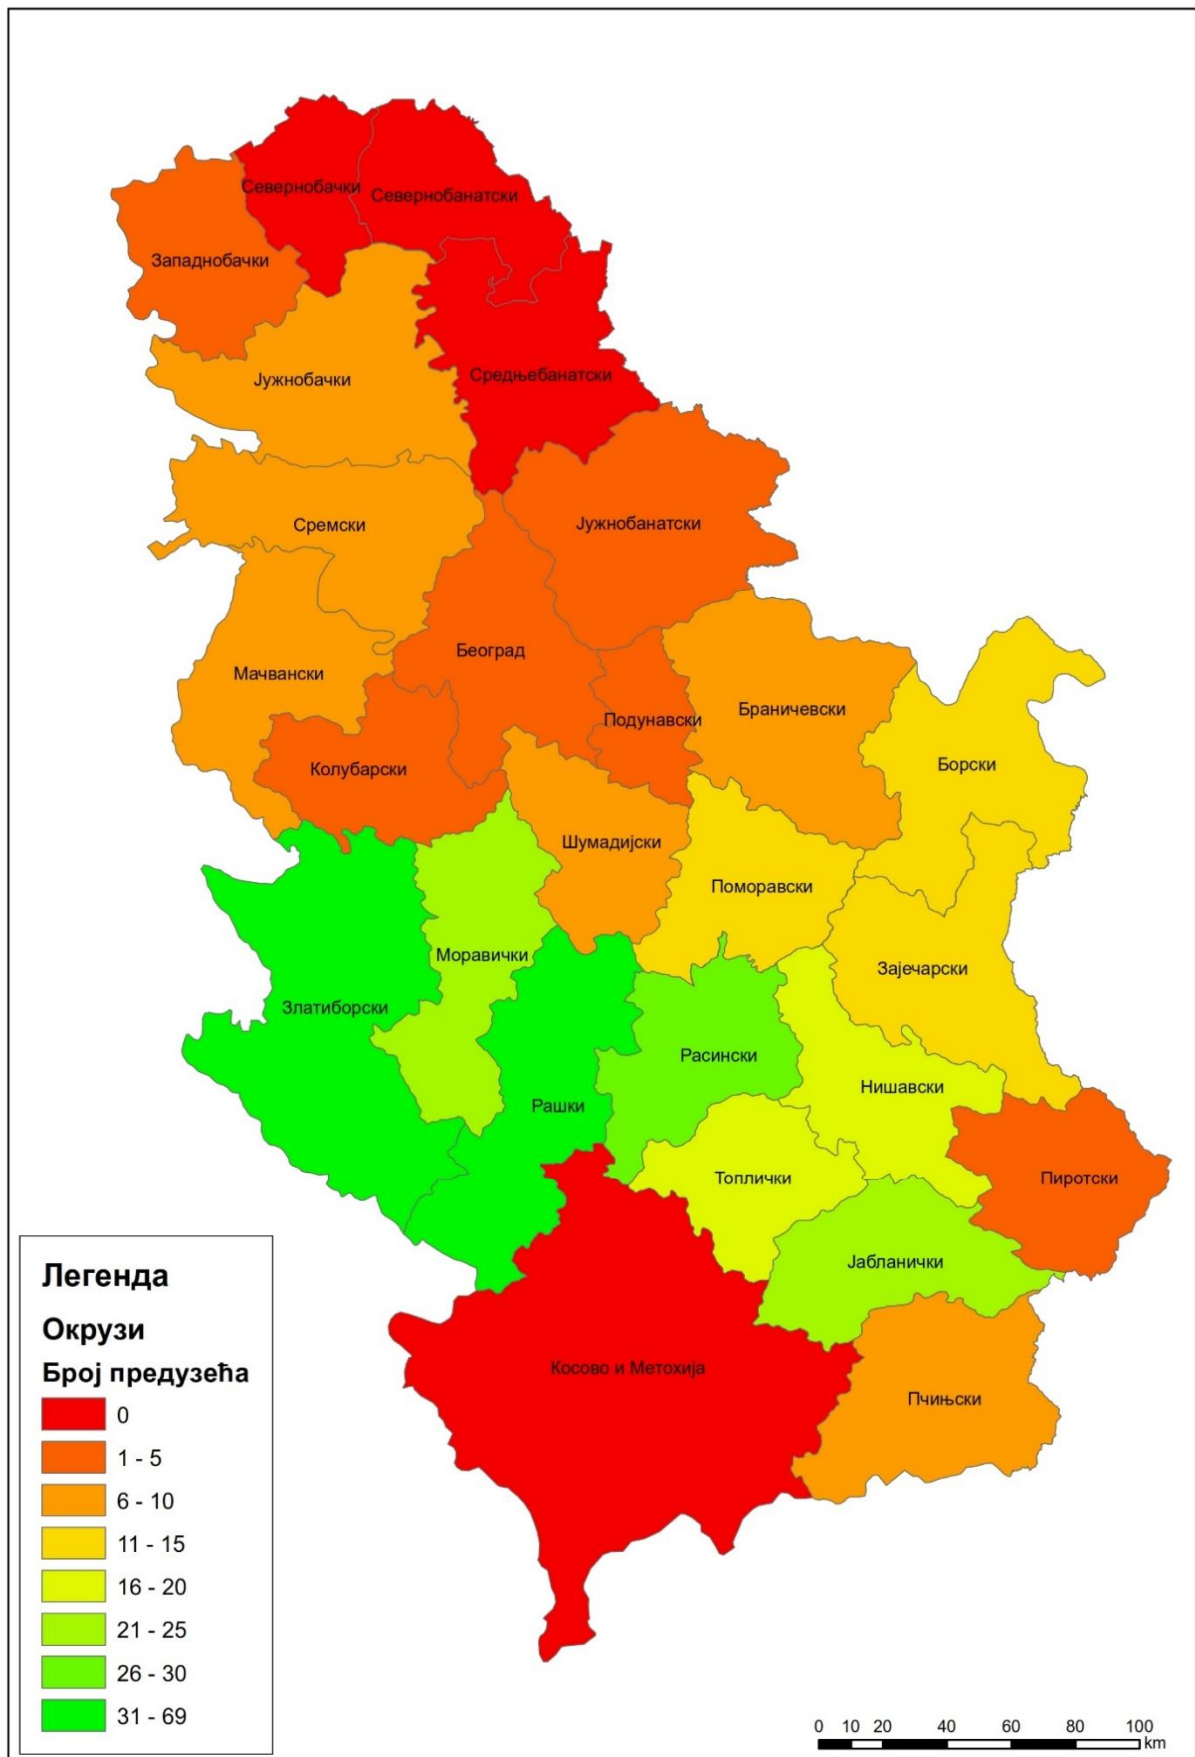 Севернобачки
Севернобанатски
Западнобачки
Јужнобачки
Средњебанатски
Сремски
Јужнобанатски
Београд
Мачвански
Подунавски
Браничевски
Колубарски
Борски
Шумадијски
Поморавски
Моравички
Зајечарски
Златиборски
Расински
Нишавски
Рашки
Топлички
Пиротски
Јабланички
Косово и Метохија
Пчињски
Легенда
Окрузи
Број предузећа
0
1 - 5
6 - 10
11 - 15
16 - 20
21 - 25
26 - 30
31 - 69
0 10 20 40 60 80 100
km